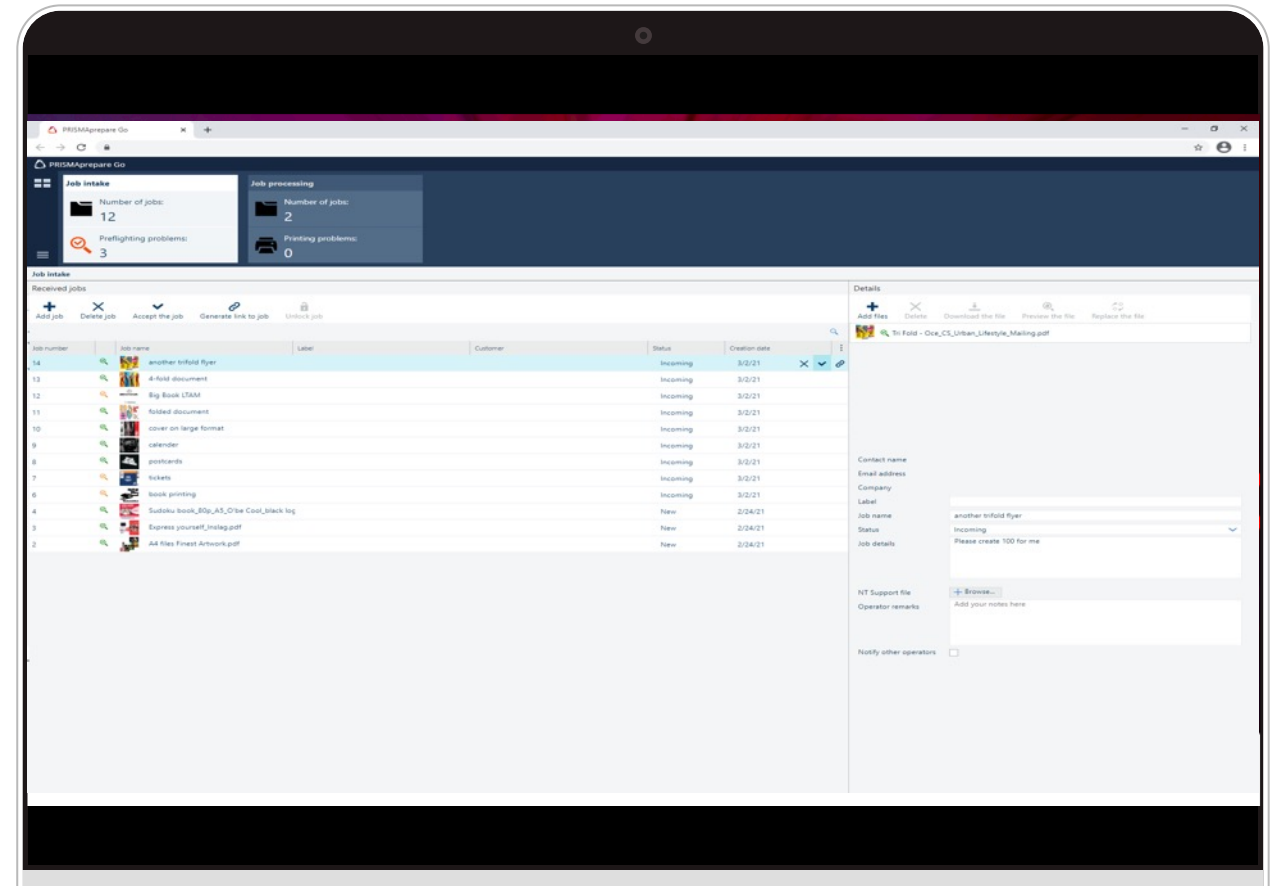 PRISMAprepare Go
PRISMAprepare Go
Job intake
Number of jobs:
12
Preflighting problems:
3
Job processing
Number of jobs:
2
Printing problems:
0
Job intake
Received jobs
Add job Delete job Accept the job Generate link to job Unlock job
Job number Job name Label Customer Status Creation date
14 another trifold flyer Incoming 3/2/21
13 4-fold document Incoming 3/2/21
12 Big Book LTAM Incoming 3/2/21
11 folded document Incoming 3/2/21
10 cover on large format Incoming 3/2/21
9 calender Incoming 3/2/21
8 postcards Incoming 3/2/21
7 tickets Incoming 3/2/21
6 book printing Incoming 3/2/21
4 Sudoku book_80p_A5_O'be Cool_black log New 2/24/21
3 Express yourself_Inslag.pdf New 2/24/21
2 A4 files Finest Artwork.pdf New 2/24/21
Details
Add files Delete Download the file Preview the file Replace the file
Tri Fold - Oce_CS_Urban_Lifestyle_Mailing.pdf
Contact name
Email address
Company
Label
Job name another trifold flyer
Status Incoming
Job details Please create 100 for me
NT Support file Browse...
Operator remarks Add your notes here
Notify other operators